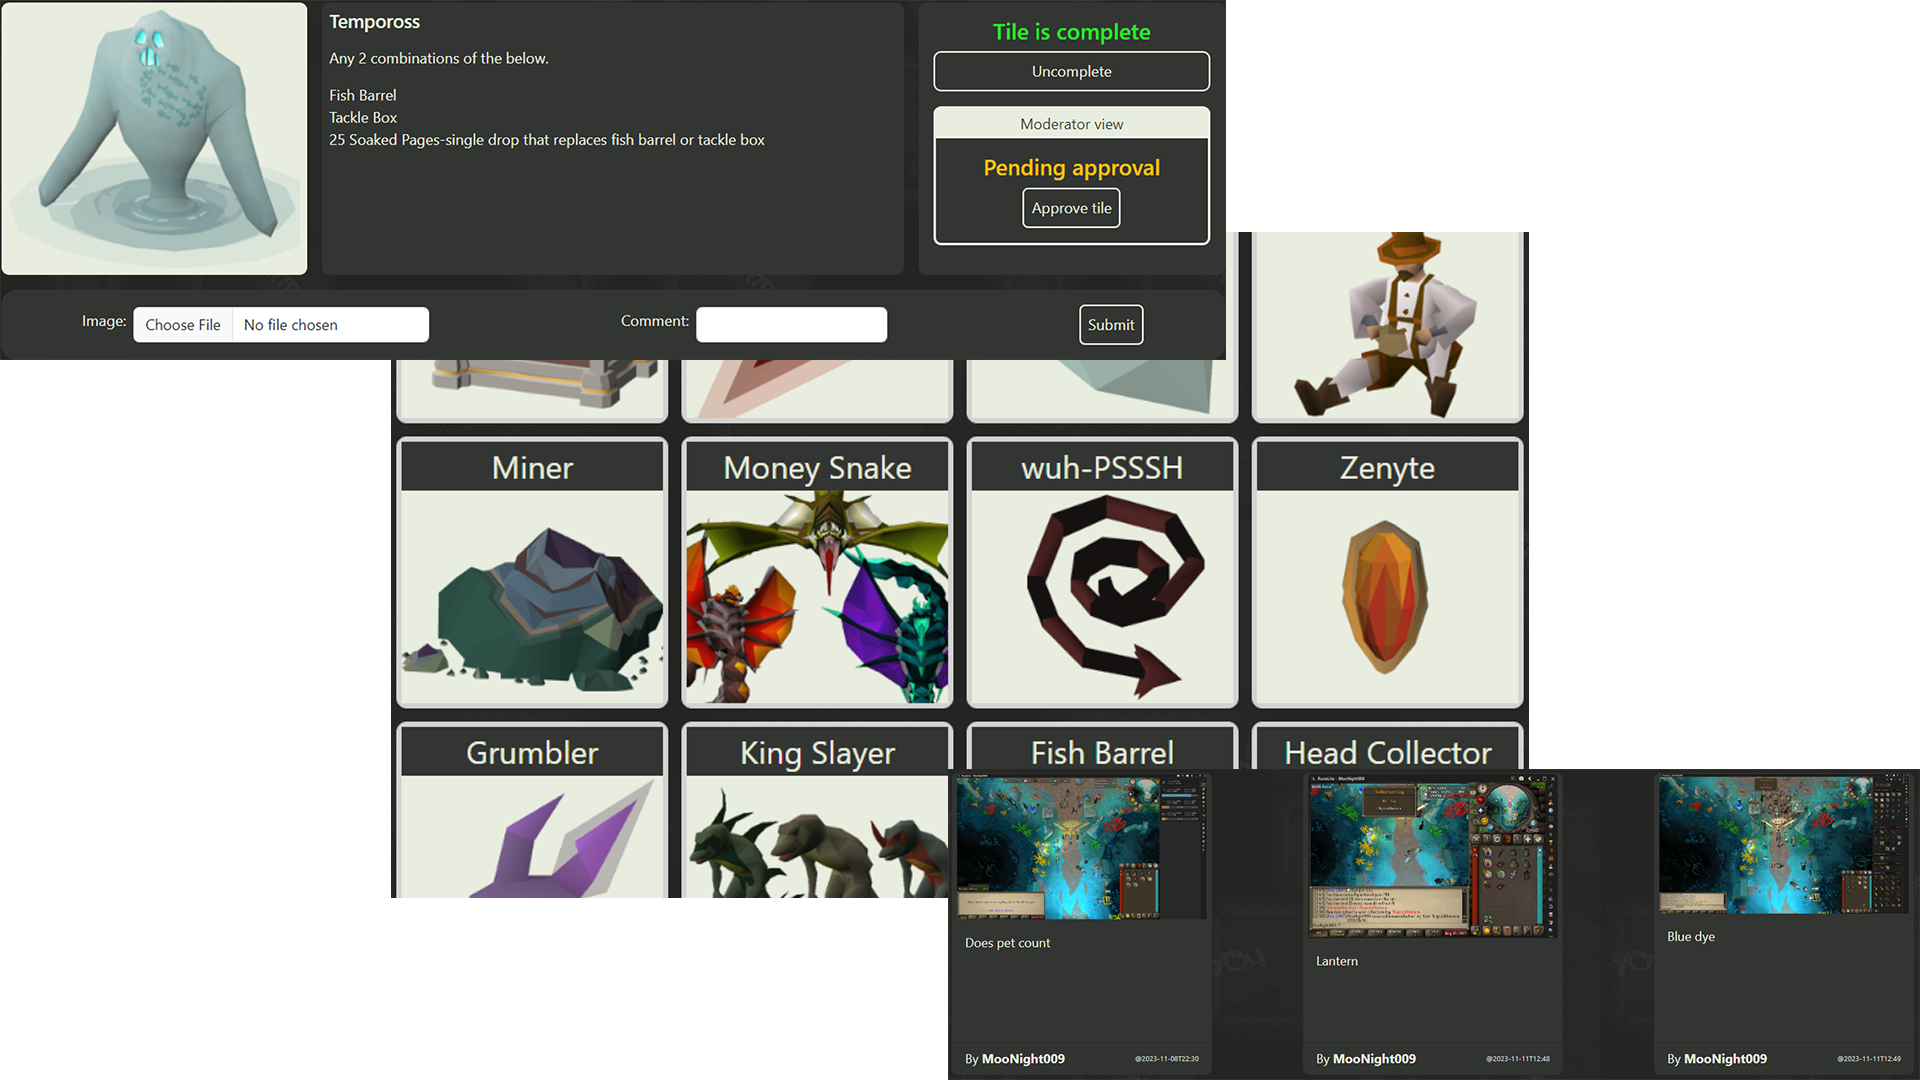 Tempoross
Any 2 combinations of the below.
Fish Barrel
Tackle Box
25 Soaked Pages-single drop that replaces fish barrel or tackle box
Tile is complete
Uncomplete
Moderator view
Pending approval
Approve tile
Image:
Choose File
No file chosen
Comment:
Submit
Miner
Money Snake
wuh-PSSSH
Zenyte
Grumbler
King Slayer
Fish Barrel
Head Collector
Does pet count
By MooNight009
@2023-11-08T22:30
Collection Log
Lantern
By MooNight009
@2023-11-11T12:48
Blue dye
By MooNight009
@2023-11-11T12:49